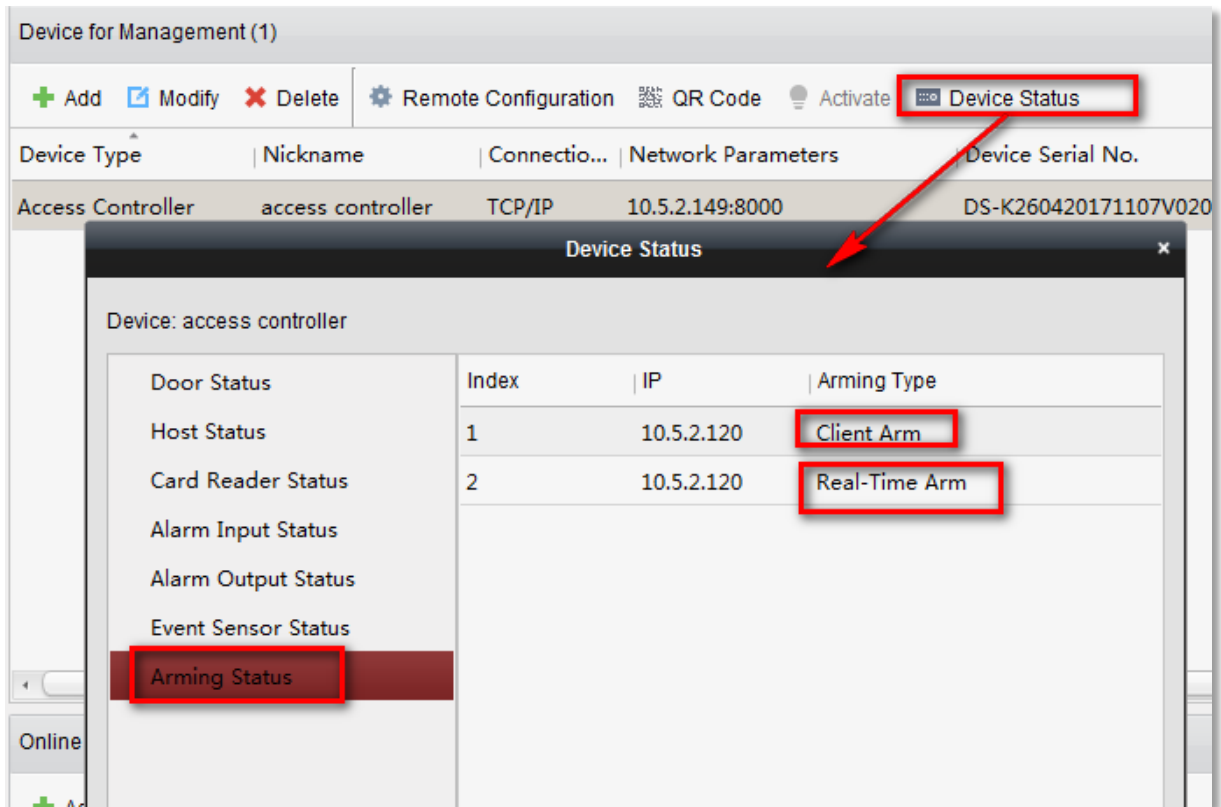 Device for Management (1)
Add Modify Delete Remote Configuration QR Code Activate Device Status
Device Type Nickname Connectio... Network Parameters Device Serial No.
Access Controller access controller TCP/IP 10.5.2.149:8000 DS-K260420171107V020
Device Status ×
Device: access controller
Door Status Index IP Arming Type
Host Status 1 10.5.2.120 Client Arm
Card Reader Status 2 10.5.2.120 Real-Time Arm
Alarm Input Status
Alarm Output Status
Event Sensor Status
Arming Status
Online